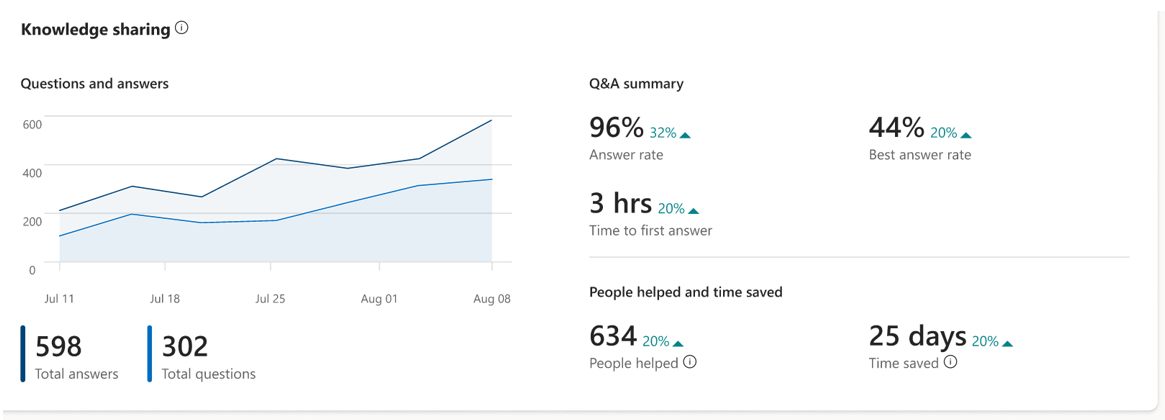 Knowledge sharing
Questions and answers
600
400
200
0
Jul 11 Jul 18 Jul 25 Aug 01 Aug 08
598 302
Total answers Total questions
Q&A summary
96% 32% 44% 20%
Answer rate Best answer rate
3 hrs 20%
Time to first answer
People helped and time saved
634 20% 25 days 20%
People helped Time saved